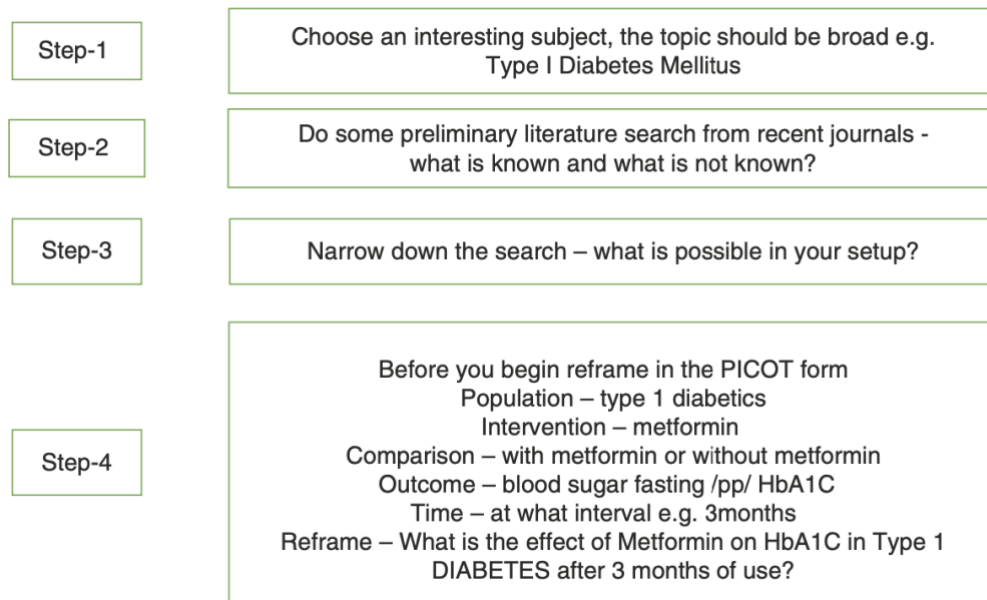 Step-1
Choose an interesting subject, the topic should be broad e.g.
Type I Diabetes Mellitus
Step-2
Do some preliminary literature search from recent journals -
what is known and what is not known?
Step-3
Narrow down the search – what is possible in your setup?
Step-4
Before you begin reframe in the PICOT form
Population – type 1 diabetics
Intervention – metformin
Comparison – with metformin or without metformin
Outcome – blood sugar fasting /pp/ HbA1C
Time – at what interval e.g. 3months
Reframe – What is the effect of Metformin on HbA1C in Type 1
DIABETES after 3 months of use?